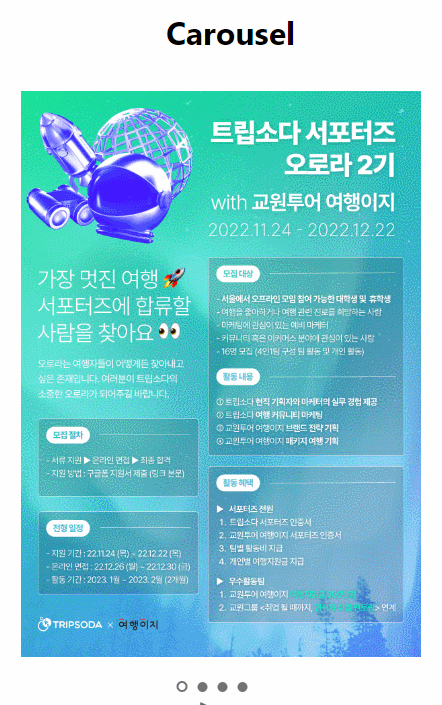 Carousel
트립소다 서포터즈
오로라 2기
with 교원투어 여행이지
2022.11.24 - 2022.12.22
가장 멋진 여행 🚀
서포터즈에 합류할
사람을 찾아요 👀
오로라는 여행자들이 어떻게든 찾아내고
싶은 존재입니다. 여러분이 트립소다의
소중한 오로라가 되어주길 바랍니다.
모집 절차
- 서류 지원 ▶ 온라인 면접 ▶ 최종 합격
- 지원 방법 : 구글폼 지원서 제출 (링크 본문)
전형 일정
- 지원 기간 : 22.11.24 (목) ~ 22.12.22 (목)
- 온라인 면접 : 22.12.26 (월) ~ 22.12.30 (금)
- 활동 기간 : 2023. 1월 ~ 2023. 2월 (2개월)
모집 대상
- 서울에서 오프라인 모임 참여 가능한 대학생 및 휴학생
- 여행을 좋아하거나 여행 관련 진로를 희망하는 사람
- 마케팅에 관심이 있는 예비 마케터
- 커뮤니티 혹은 이커머스 분야에 관심이 있는 사람
- 16명 모집 (4인1팀 구성 팀 활동 및 개인 활동)
활동 내용
① 트립소다 현직 기획자와 마케터의 실무 경험 제공
② 트립소다 여행 커뮤니티 마케팅
③ 교원투어 여행이지 브랜드 전략 기획
④ 교원투어 여행이지 패키지 여행 기획
활동 혜택
▶ 서포터즈 전원
1. 트립소다 서포터즈 인증서
2. 교원투어 여행이지 서포터즈 인증서
3. 팀별 활동비 지급
4. 개인별 여행지원금 지급
▶ 우수활동팀
1. 교원투어 여행이지
2. 교원그룹 <취업 될 때까지, 연계
TRIPSODA × 여행이지